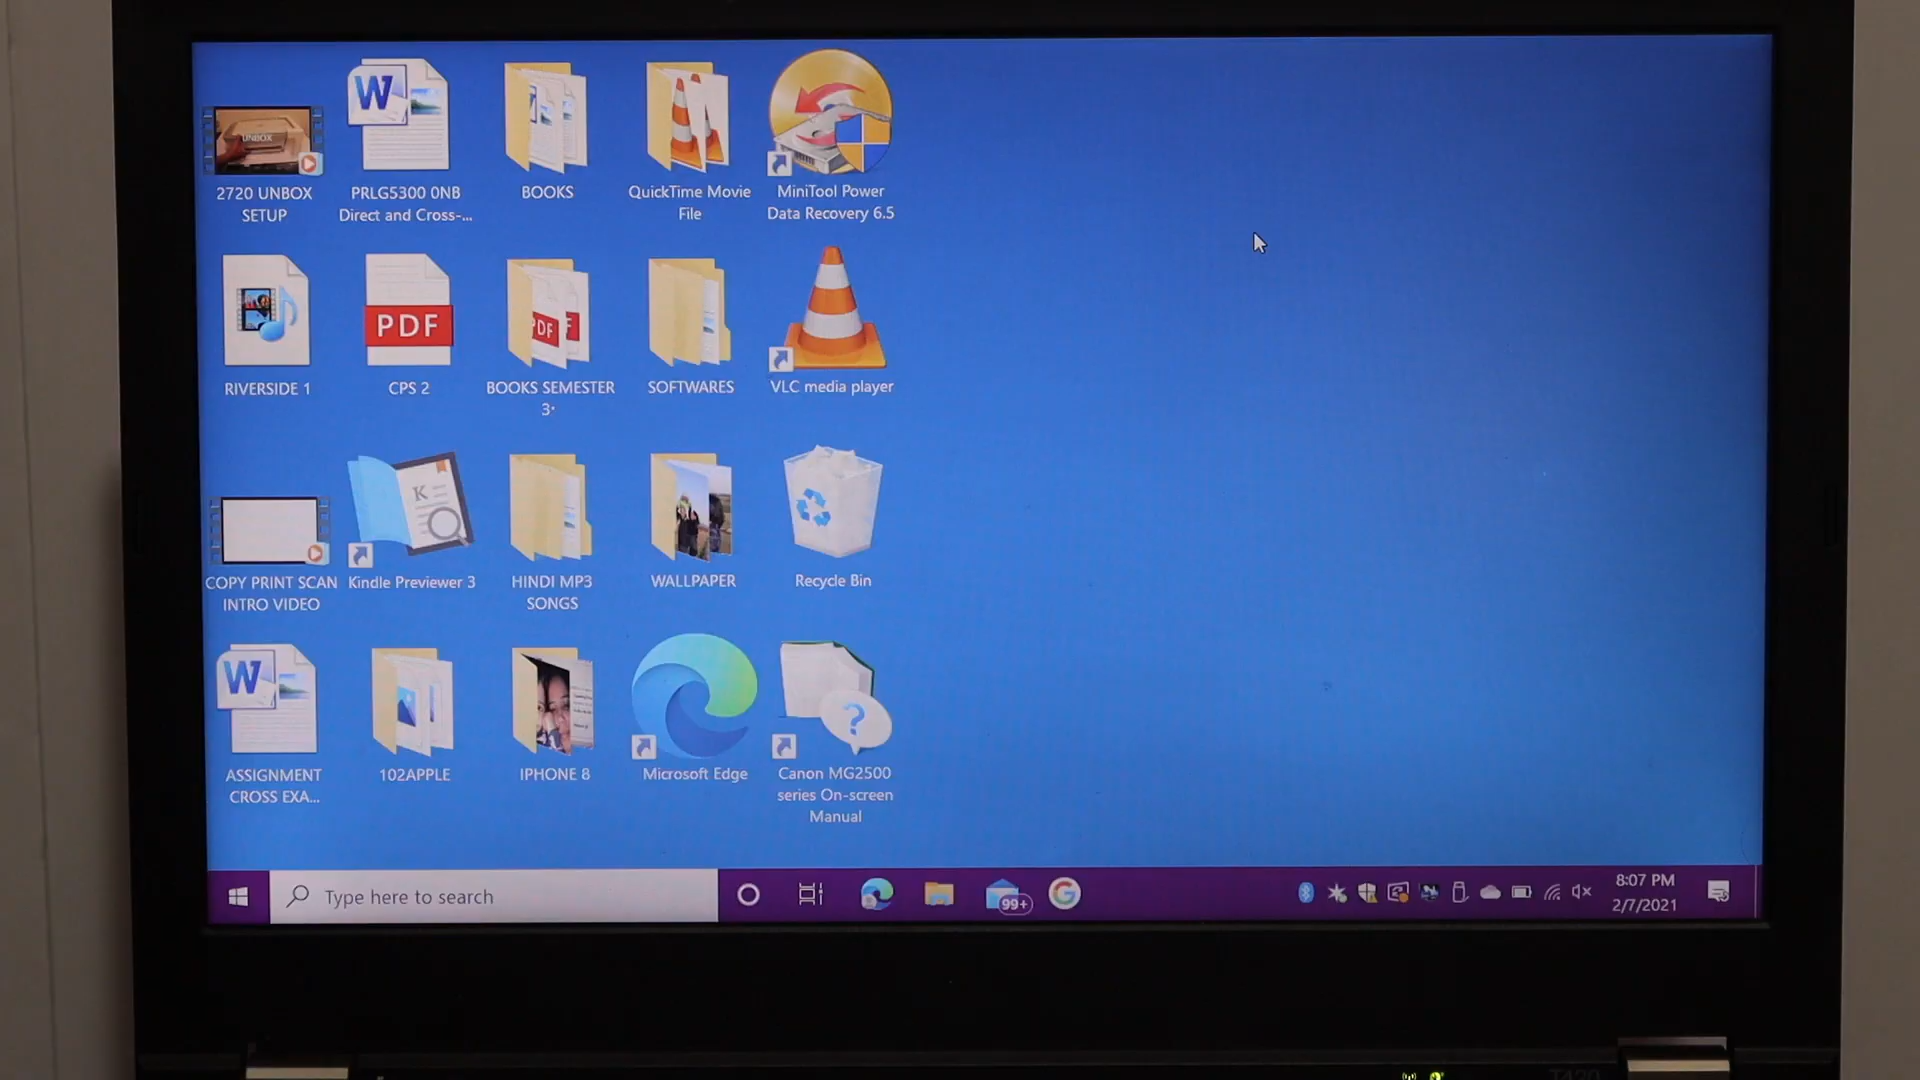 2720 UNBOX
SETUP
PRLG5300 0NB
Direct and Cross-...
BOOKS
QuickTime Movie
File
MiniTool Power
Data Recovery 6.5
RIVERSIDE 1
PDF
CPS 2
BOOKS SEMESTER
3·
SOFTWARES
VLC media player
COPY PRINT SCAN
INTRO VIDEO
Kindle Previewer 3
HINDI MP3
SONGS
WALLPAPER
Recycle Bin
ASSIGNMENT
CROSS EXA...
102APPLE
IPHONE 8
Microsoft Edge
Canon MG2500
series On-screen
Manual
Type here to search
99+
8:07 PM
2/7/2021